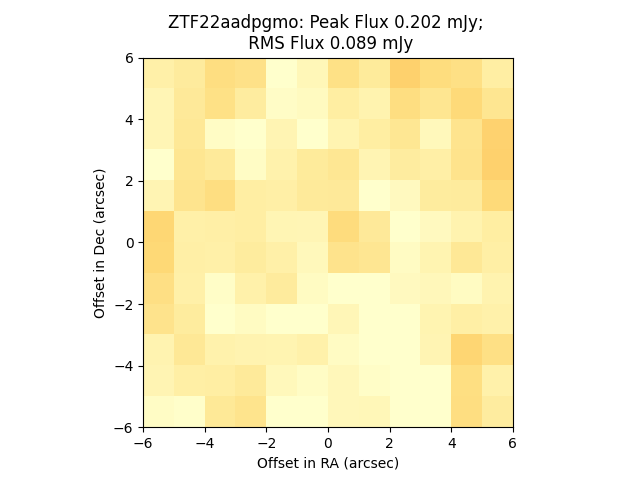 ZTF22aadpgmo: Peak Flux 0.202 mJy;
RMS Flux 0.089 mJy
6
4
2
0
−2
−4
−6
Offset in Dec (arcsec)
−6 −4 −2 0 2 4 6
Offset in RA (arcsec)